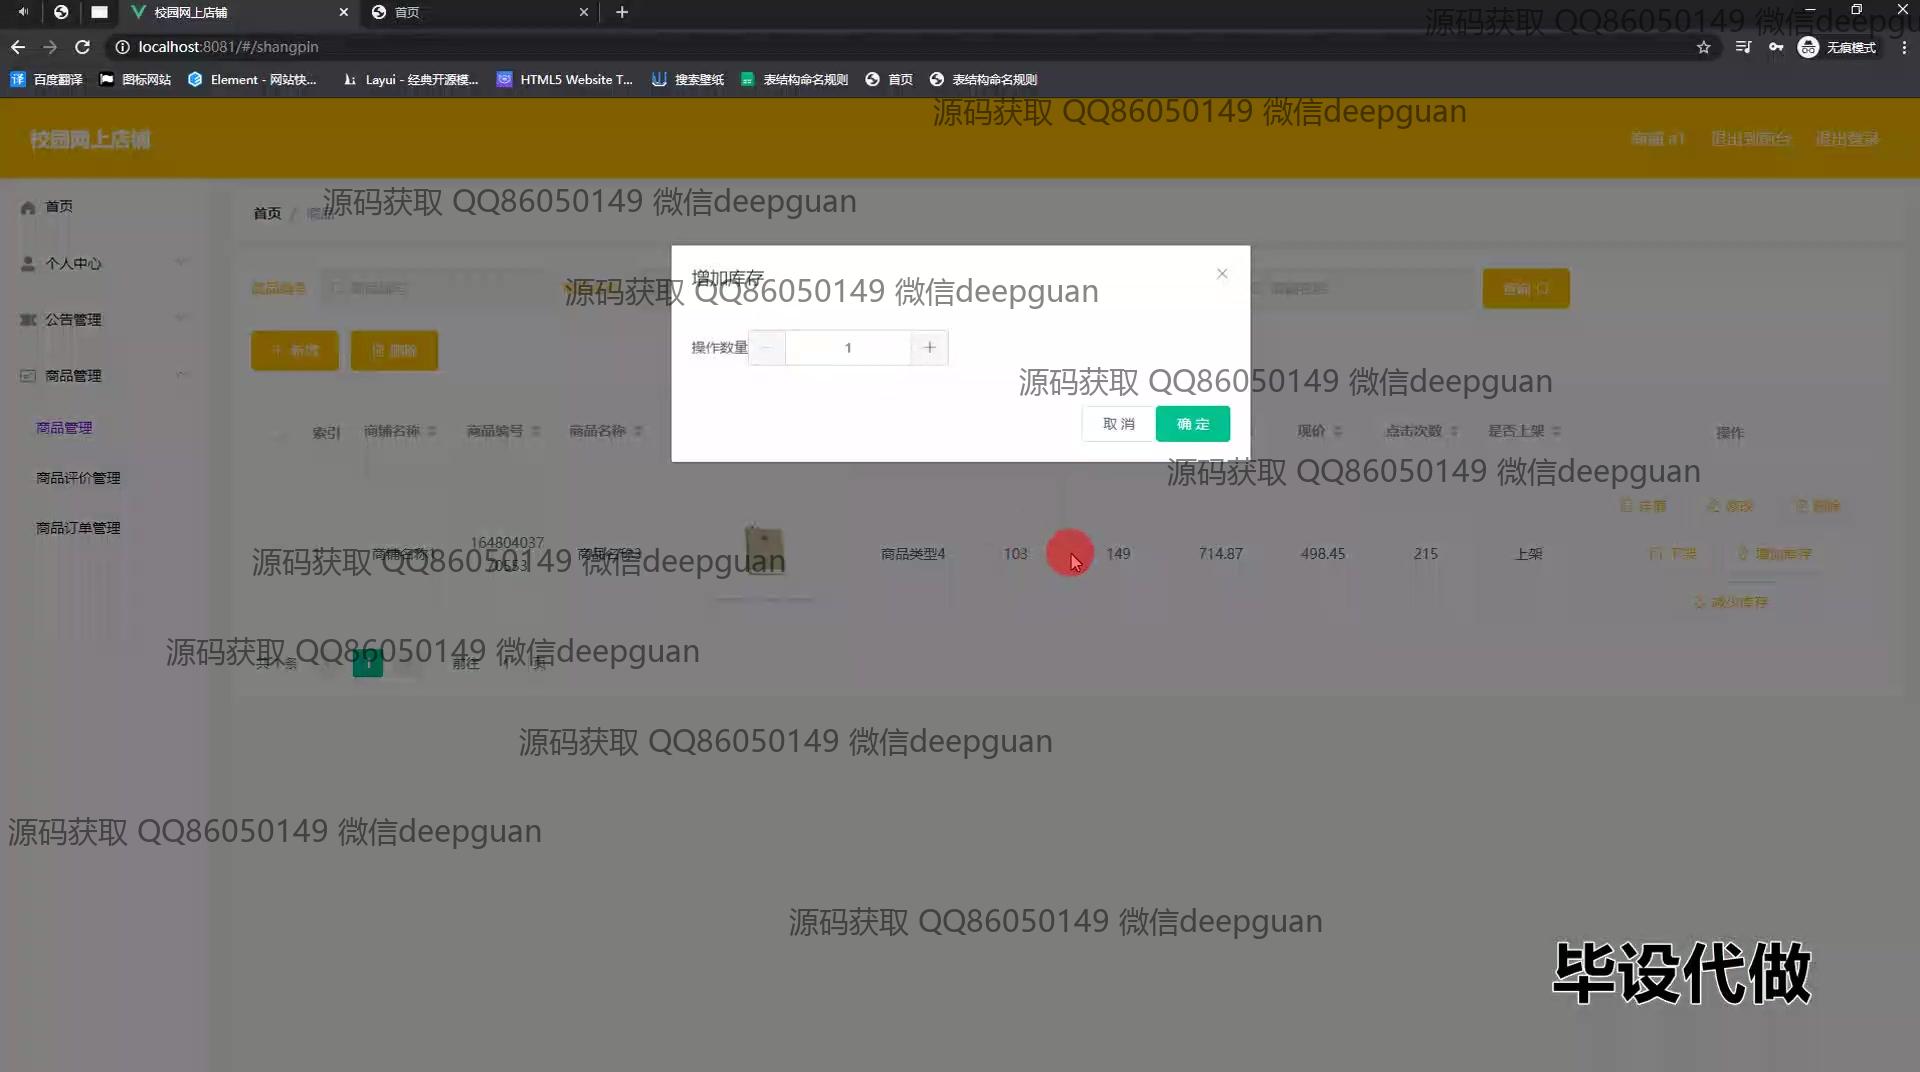 校园网上店铺
首页
源码获取 QQ86050149 微信deepgu
localhost:8081/#/shangpin
无痕模式
百度翻译
图标网站
Element - 网站快...
Layui - 经典开源模...
HTML5 Website T...
搜索壁纸
表结构命名规则
首页
表结构命名规则
源码获取 QQ86050149 微信deepguan
校园网上店铺
退出到前台
退出登录
源码获取 QQ86050149 微信deepguan
首页
首页 /
个人中心
增加库存
源码获取 QQ86050149 微信deepguan
商品编号
查询
公告管理
操作数量
1
新增
删除
商品管理
源码获取 QQ86050149 微信deepguan
取 消
确 定
商品管理
索引
商铺名称
商品编号
商品名称
现价
点击次数
是否上架
操作
源码获取 QQ86050149 微信deepguan
商品评价管理
详情
修改
删除
商品订单管理
源码获取 QQ86050149 微信deepguan
商铺名称1
164804037
70553
商品名称3
商品类型4
103
149
714.87
498.45
215
上架
下架
增加库存
减少库存
源码获取 QQ86050149 微信deepguan
共 1 条
1
前往
1
页
源码获取 QQ86050149 微信deepguan
源码获取 QQ86050149 微信deepguan
源码获取 QQ86050149 微信deepguan
毕设代做